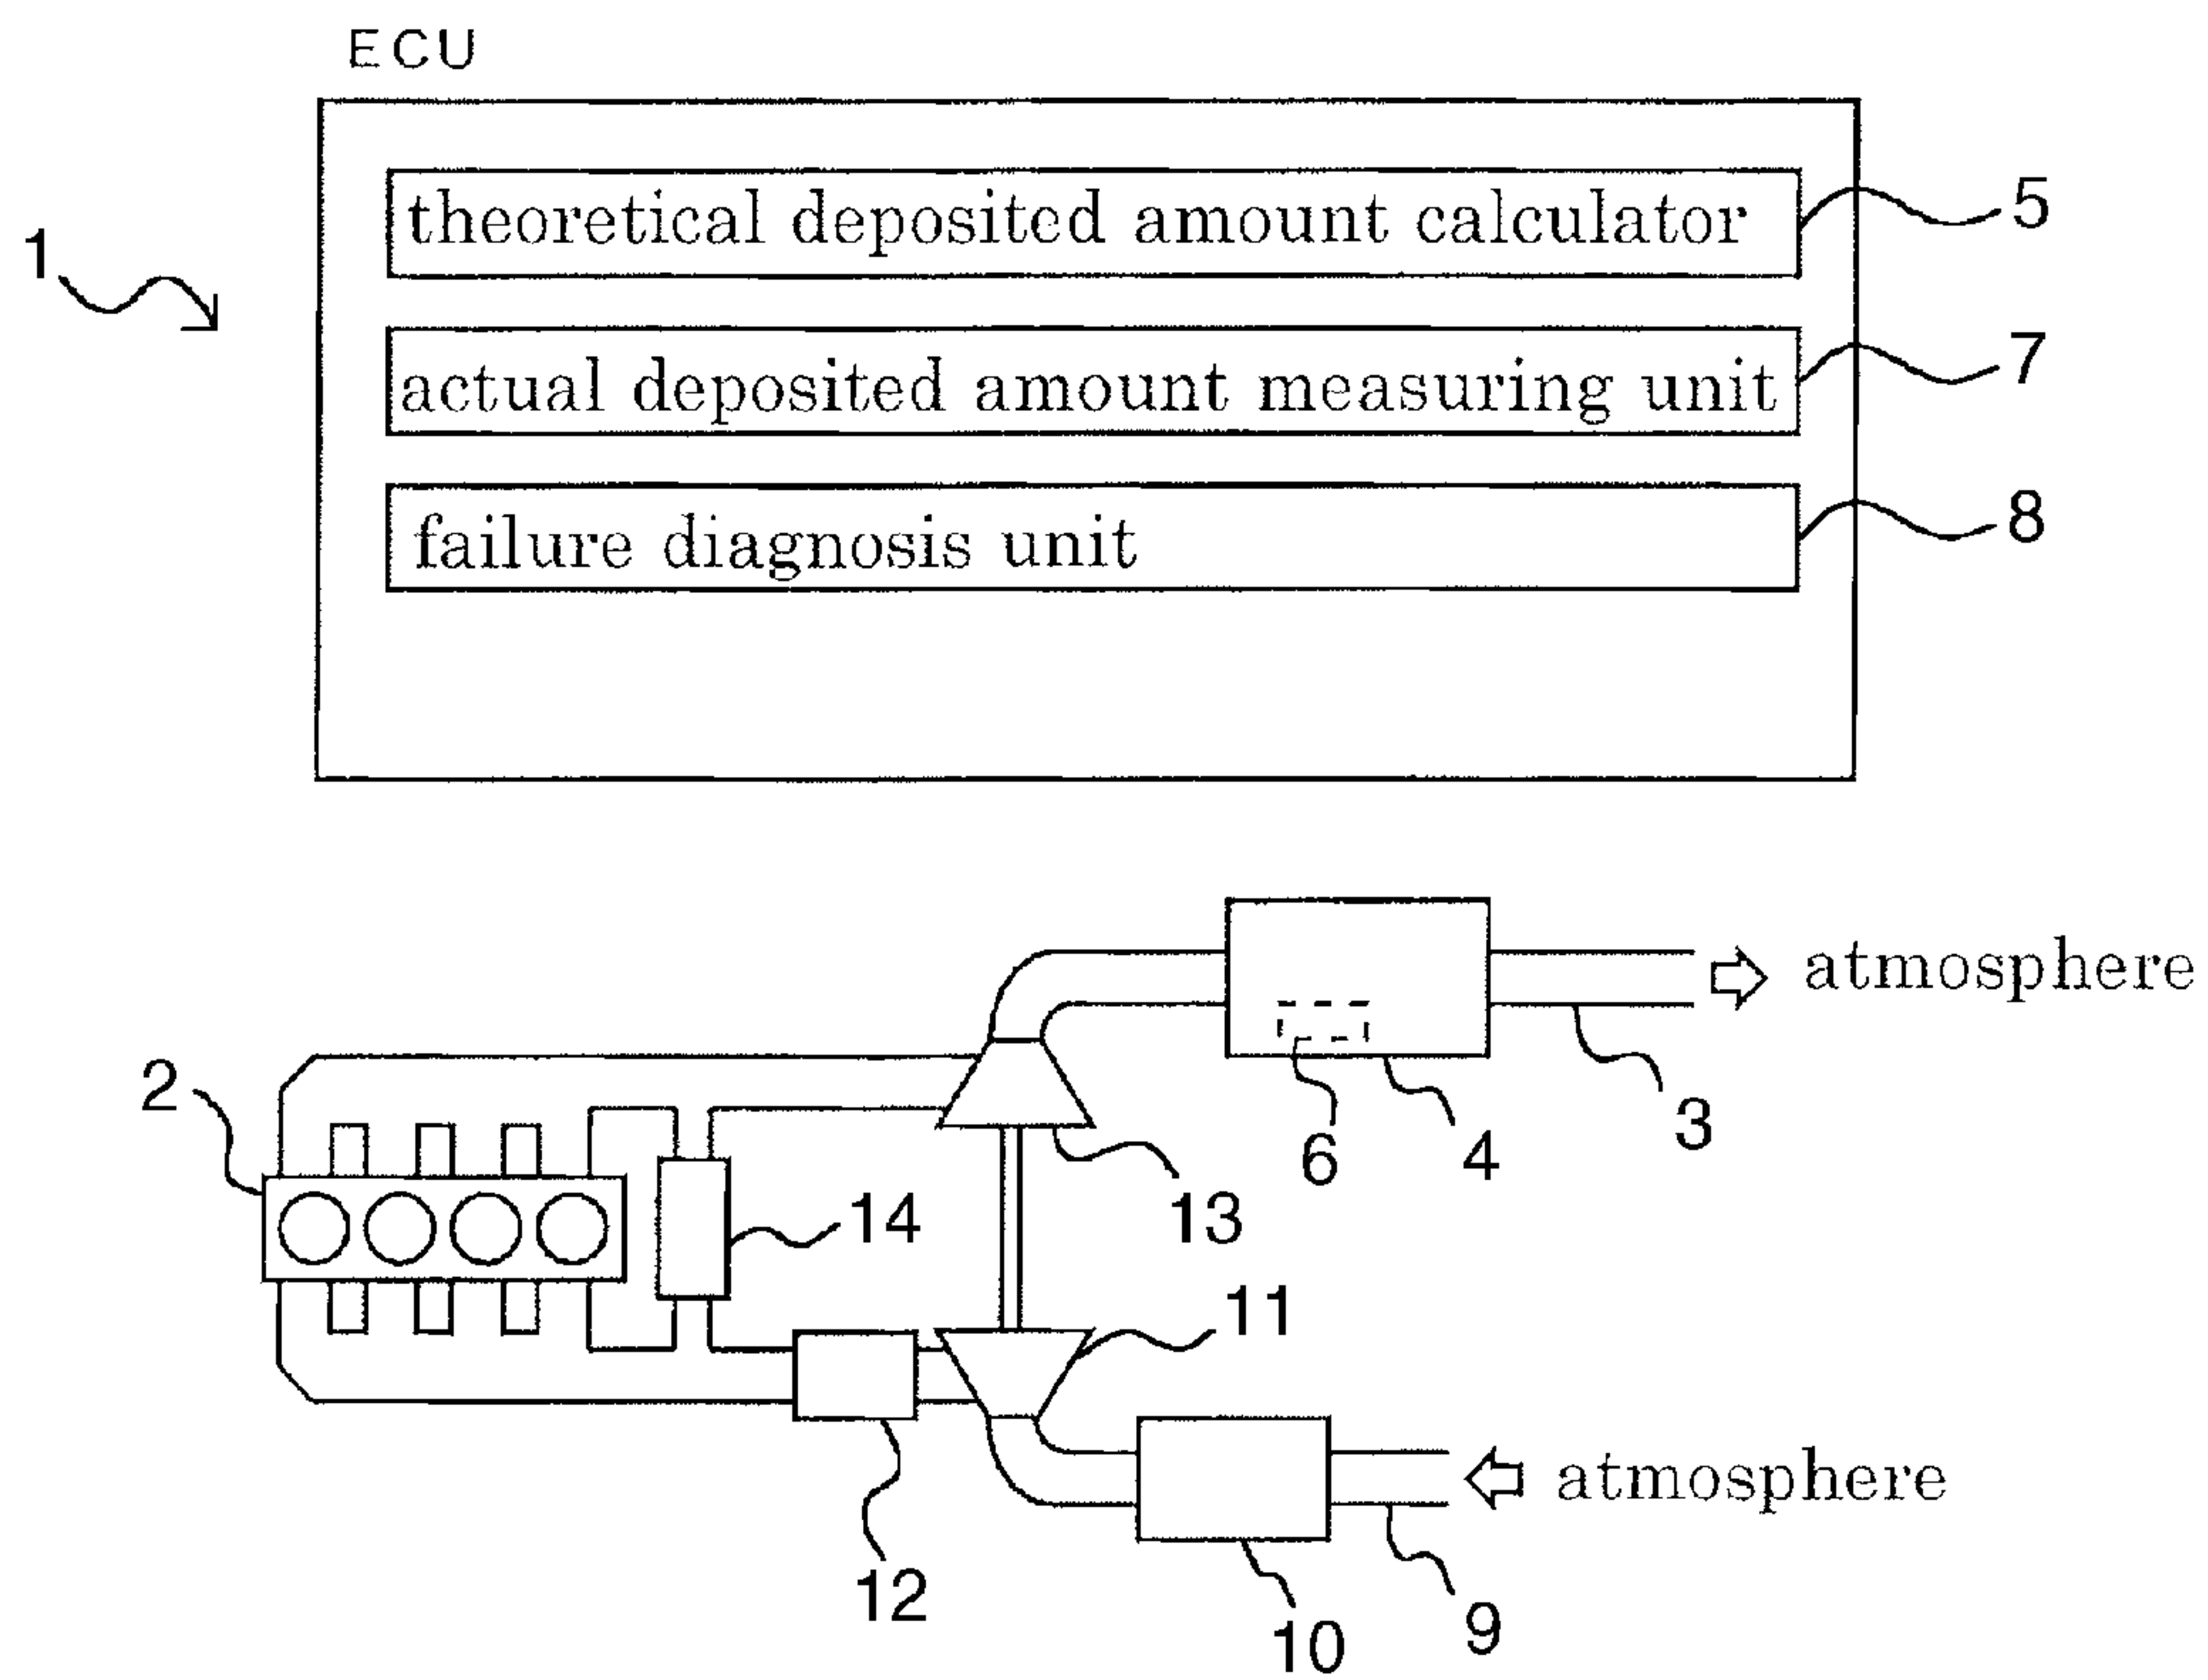 ECU
theoretical deposited amount calculator
5
1
actual deposited amount measuring unit
7
failure diagnosis unit
8
atmosphere
2
6
4
3
14
13
11
atmosphere
12
10
9